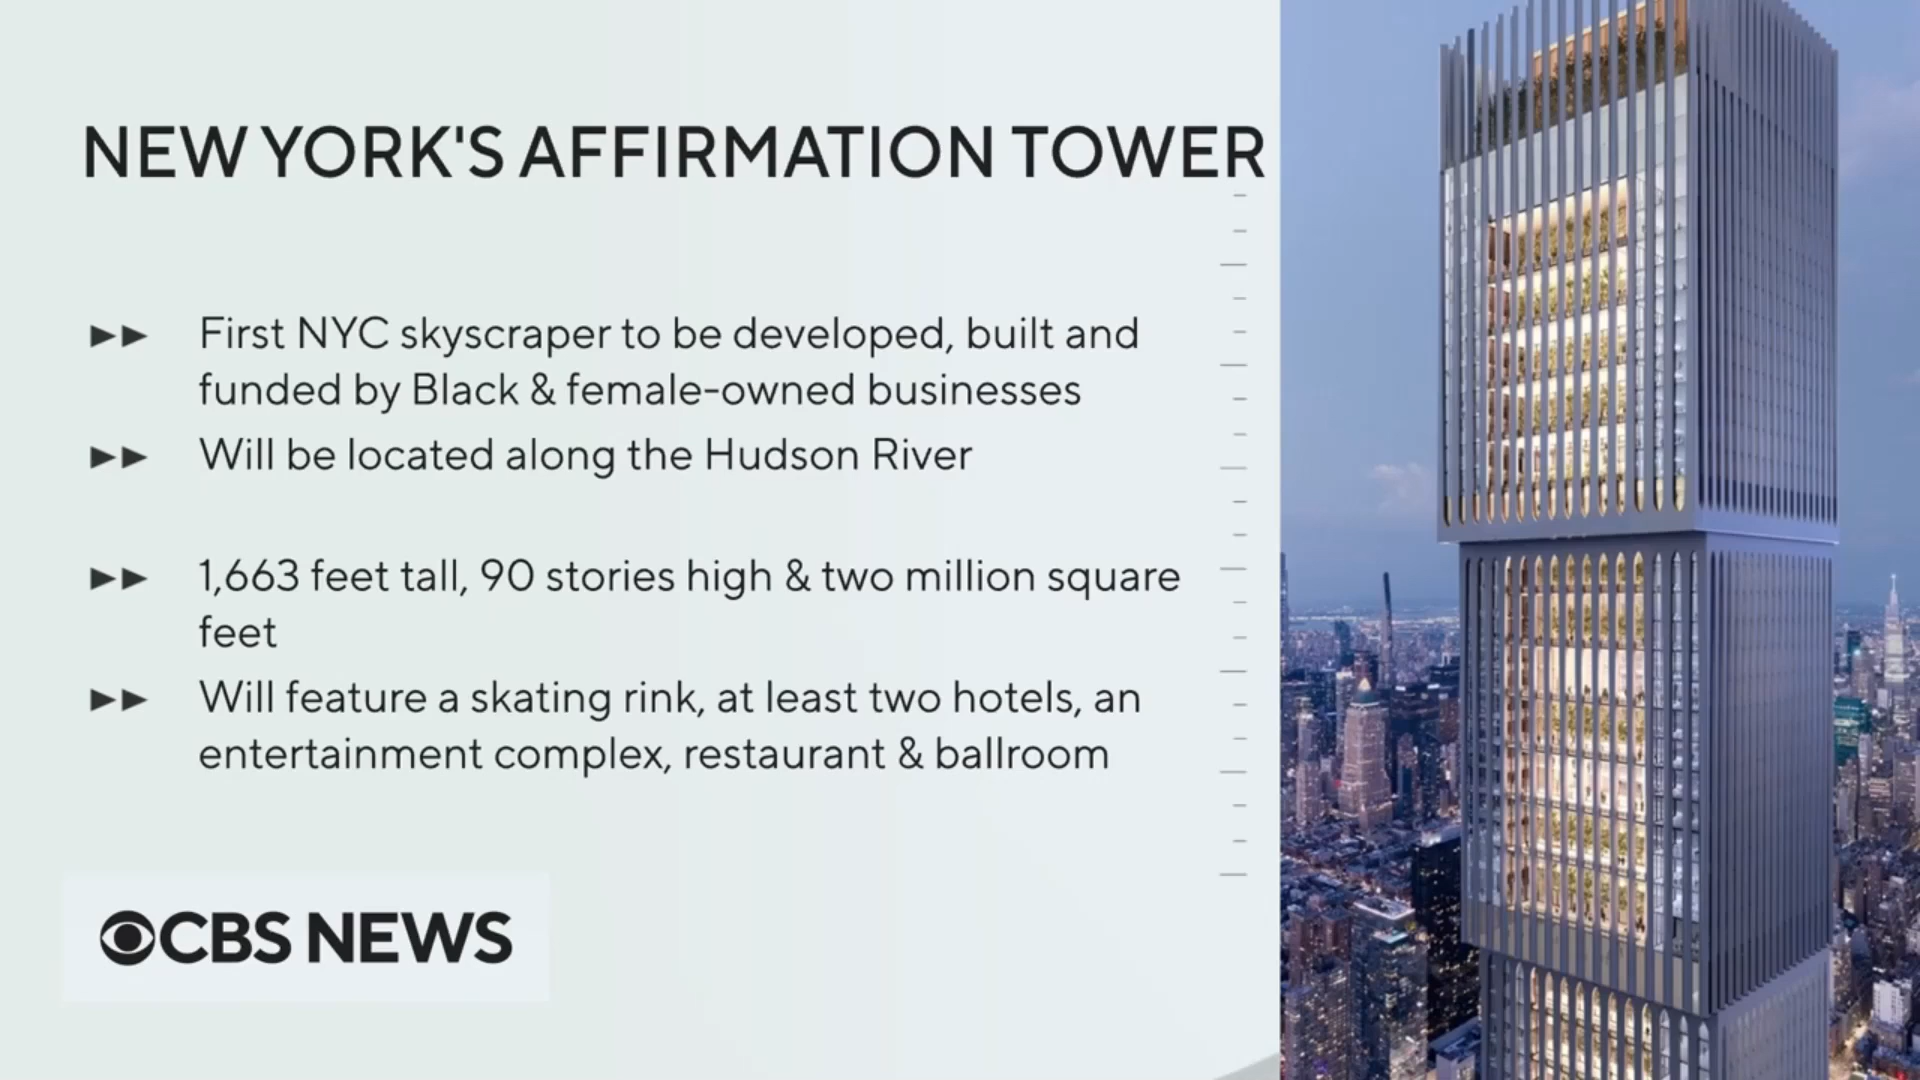 NEW YORK'S AFFIRMATION TOWER
First NYC skyscraper to be developed, built and
funded by Black & female-owned businesses
Will be located along the Hudson River
1,663 feet tall, 90 stories high & two million square
feet
Will feature a skating rink, at least two hotels, an
entertainment complex, restaurant & ballroom
CBS NEWS